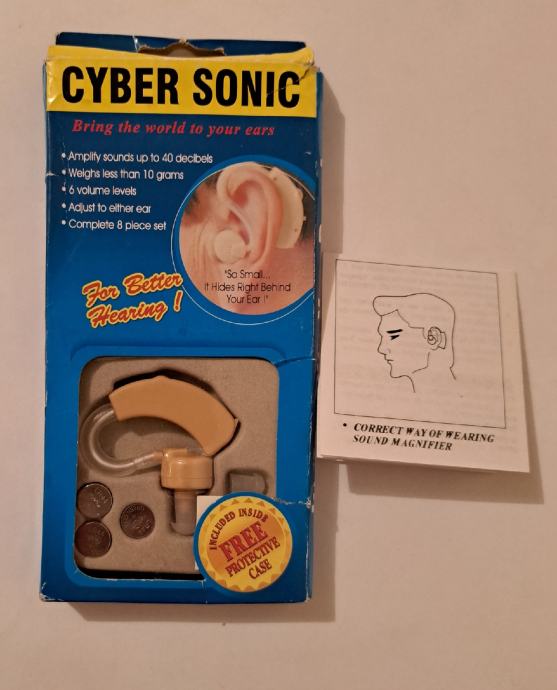 CYBER SONIC
Bring the world to your ears
• Amplify sounds up to 40 decibels
• Weighs less than 10 grams
• 6 volume levels
• Adjust to either ear
• Complete 8 piece set
"So Small...
it Hides Right Behind
Your Ear !"
For Better
Hearing !
INCLUDED INSIDE
"FREE"
PROTECTIVE
CASE
• CORRECT WAY OF WEARING
SOUND MAGNIFIER